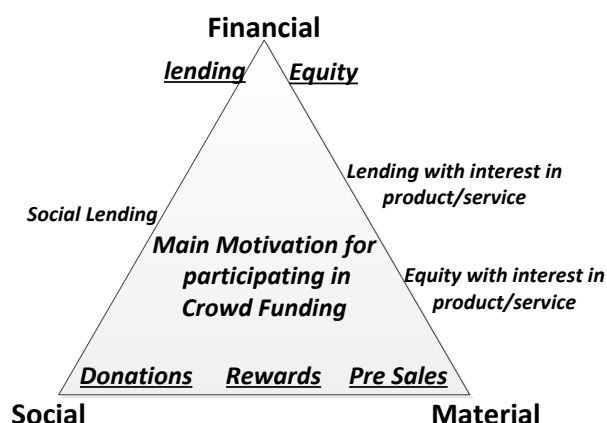 Financial
lending Equity
Lending with interest in
product/service
Social Lending
Main Motivation for
participating in
Crowd Funding
Equity with interest in
product/service
Donations Rewards Pre Sales
Social Material